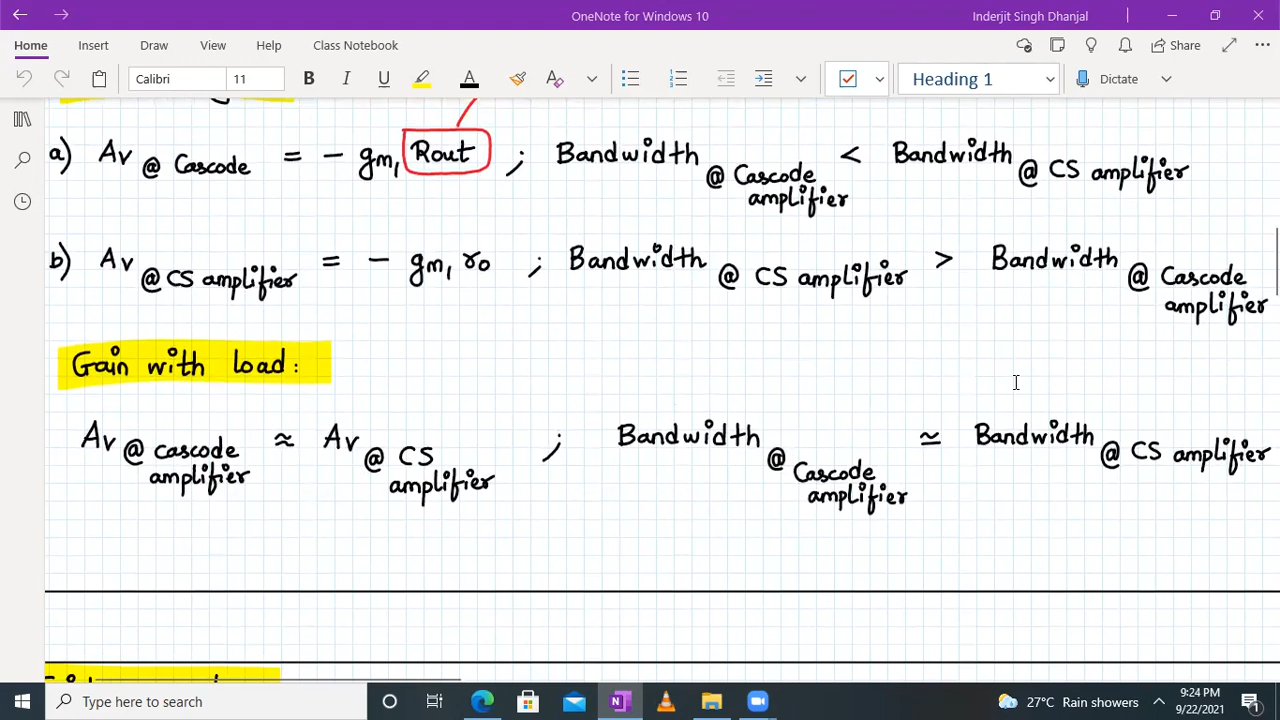 OneNote for Windows 10
Inderjit Singh Dhanjal
Home Insert Draw View Help Class Notebook
Share
Calibri 11 B I U A Heading 1 Dictate
a) Av @ Cascode = - gm1 Rout ; Bandwidth @ Cascode amplifier < Bandwidth @ CS amplifier
b) Av @ CS amplifier = - gm1 ro ; Bandwidth @ CS amplifier > Bandwidth @ Cascode amplifier
Gain with load:
Av @ cascode amplifier ≈ Av @ CS amplifier ; Bandwidth @ Cascode amplifier ≃ Bandwidth @ CS amplifier
Type here to search
27°C Rain showers
9:24 PM
9/22/2021
1